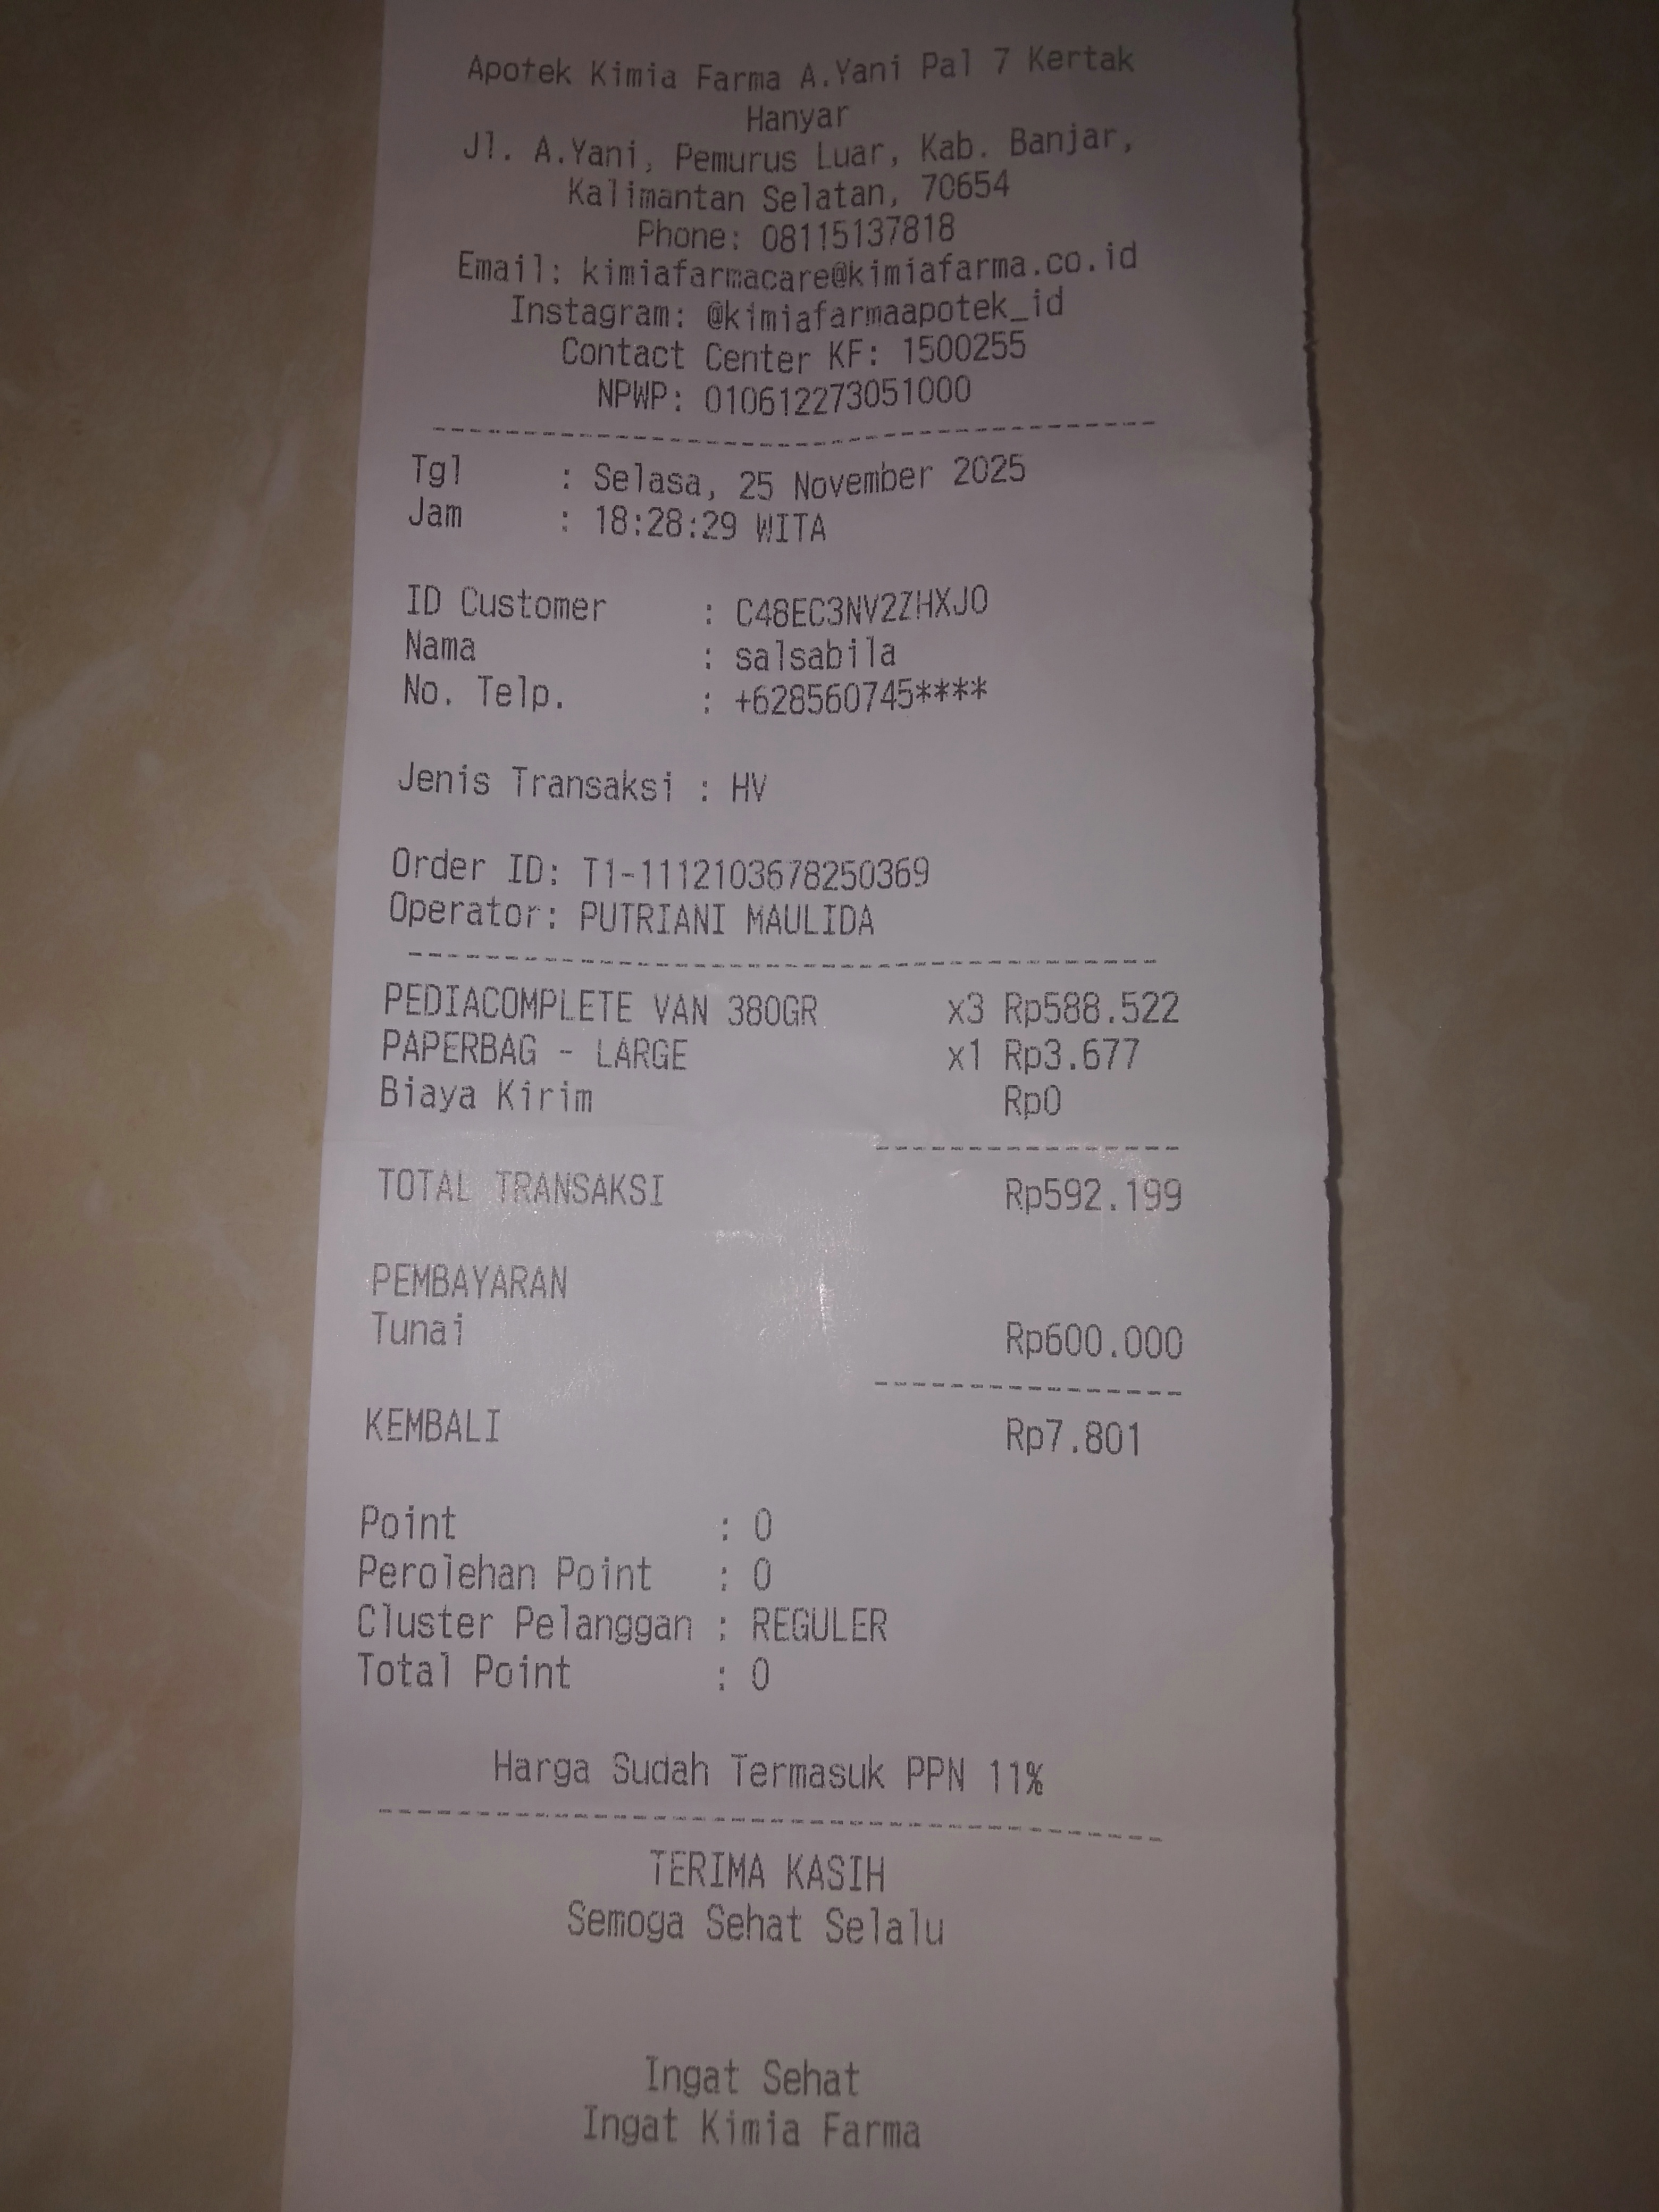 Apotek Kimia Farma A.Yani Pal 7 Kertak
Hanyar
Jl. A.Yani, Pemurus Luar, Kab. Banjar,
Kalimantan Selatan, 70654
Phone: 08115137818
Email: kimiafarmacare@kimiafarma.co.id
Instagram: @kimiafarmaapotek_id
Contact Center KF: 1500255
NPWP: 010612273051000
Tgl : Selasa, 25 November 2025
Jam : 18:28:29 WITA
ID Customer : C48EC3NV2ZHXJO
Nama : salsabila
No. Telp. : +628560745****
Jenis Transaksi : HV
Order ID: T1-1112103678250369
Operator: PUTRIANI MAULIDA
PEDIACOMPLETE VAN 380GR x3 Rp588.522
PAPERBAG - LARGE x1 Rp3.677
Biaya Kirim Rp0
TOTAL TRANSAKSI Rp592.199
PEMBAYARAN
Tunai Rp600.000
KEMBALI Rp7.801
Point : 0
Perolehan Point : 0
Cluster Pelanggan : REGULER
Total Point : 0
Harga Sudah Termasuk PPN 11%
TERIMA KASIH
Semoga Sehat Selalu
Ingat Sehat
Ingat Kimia Farma